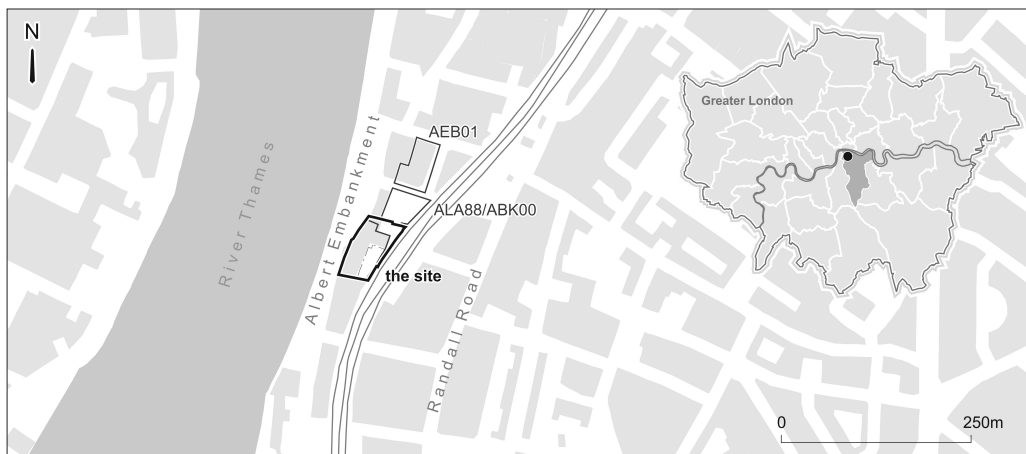 N
Greater London
AEB01
ALA88/ABK00
River Thames
Albert Embankment
the site
Randall Road
0 250m